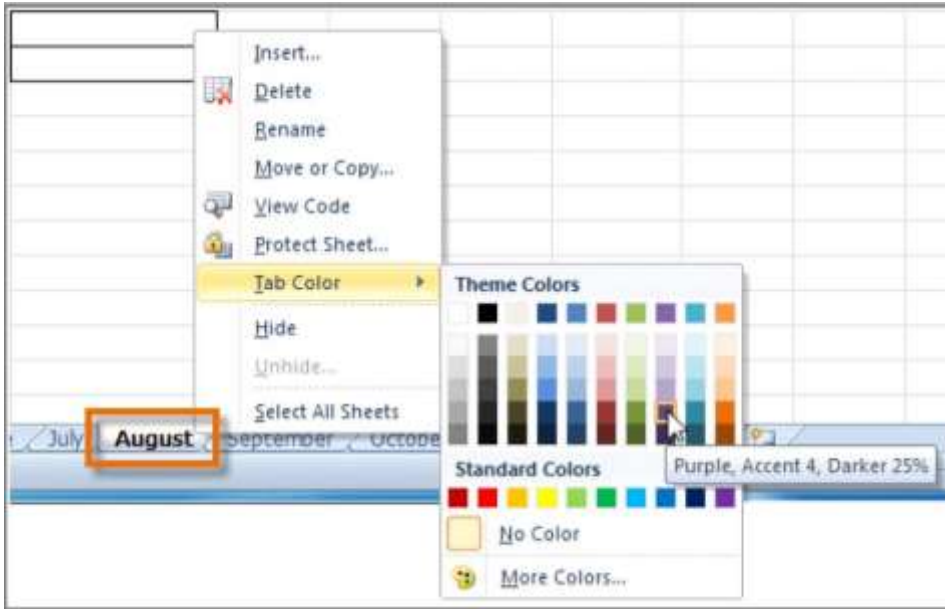 Insert...
Delete
Rename
Move or Copy...
View Code
Protect Sheet...
Tab Color
Hide
Unhide...
Select All Sheets
Theme Colors
July August September Octobe
Purple, Accent 4, Darker 25%
Standard Colors
No Color
More Colors...